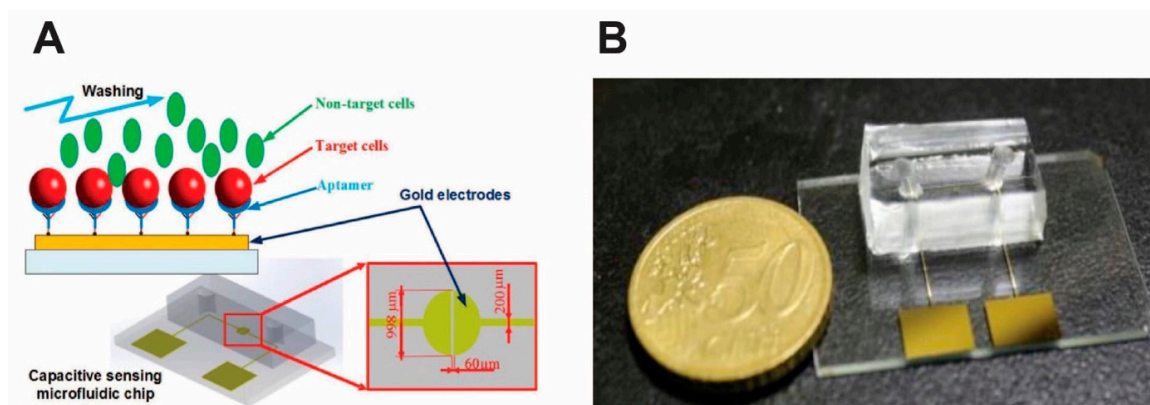 A
Washing
Non-target cells
Target cells
Aptamer
Gold electrodes
998 µm
200 µm
60µm
Capacitive sensing
microfluidic chip
B
50